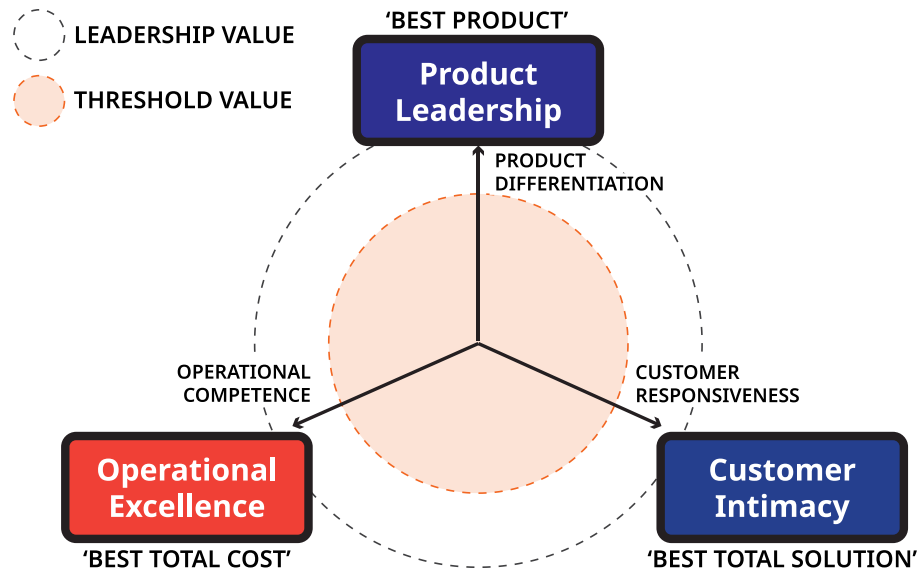 ‘BEST PRODUCT’
LEADERSHIP VALUE
Product
Leadership
THRESHOLD VALUE
PRODUCT
DIFFERENTIATION
OPERATIONAL
COMPETENCE
CUSTOMER
RESPONSIVENESS
Operational
Excellence
Customer
Intimacy
‘BEST TOTAL COST’
‘BEST TOTAL SOLUTION’